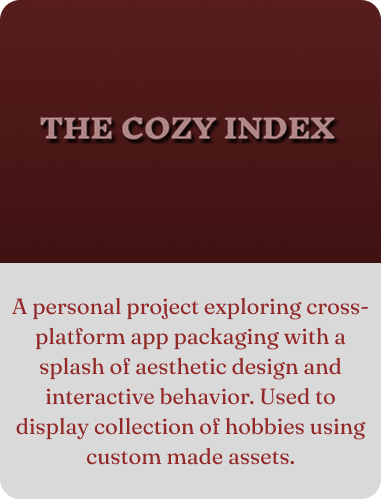 THE COZY INDEX
A personal project exploring cross-
platform app packaging with a
splash of aesthetic design and
interactive behavior. Used to
display collection of hobbies using
custom made assets.